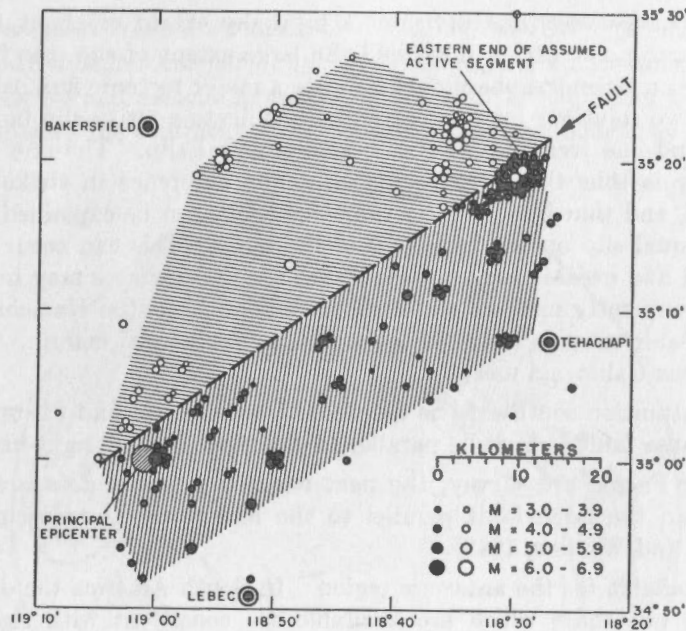 35° 30'
EASTERN END OF ASSUMED
ACTIVE SEGMENT
FAULT
BAKERSFIELD
35° 20'
35° 10'
TEHACHAPI
KILOMETERS
0 10 20
M = 3.0 - 3.9
M = 4.0 - 4.9
M = 5.0 - 5.9
M = 6.0 - 6.9
35° 00'
PRINCIPAL
EPICENTER
LEBEC
34° 50'
119° 10' 119° 00' 118° 50' 118° 40' 118° 30' 118° 20'